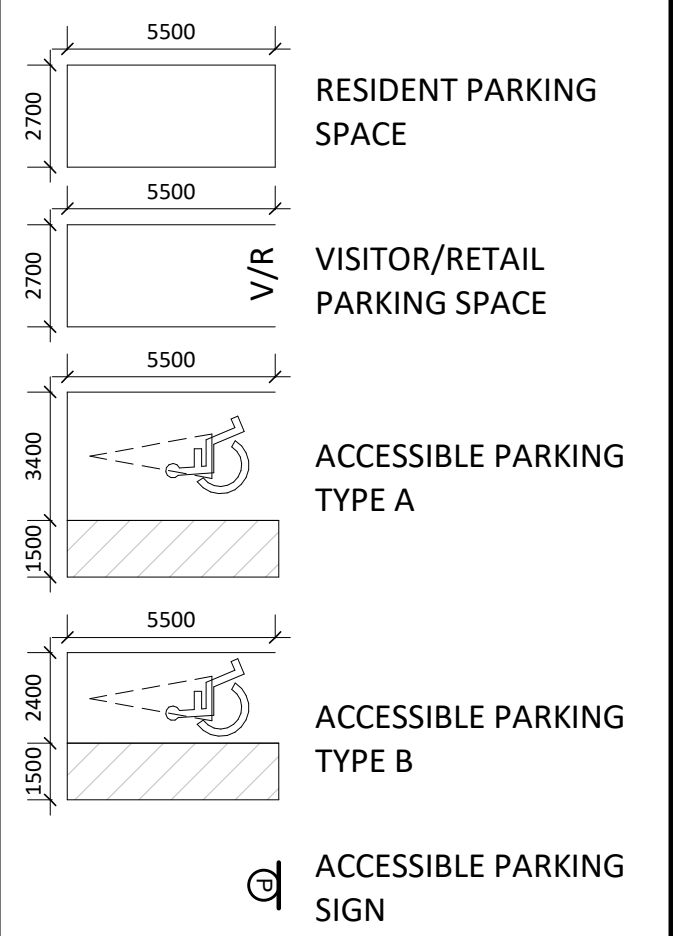 5500
2700
RESIDENT PARKING
SPACE
5500
2700
V/R
VISITOR/RETAIL
PARKING SPACE
5500
3400
1500
ACCESSIBLE PARKING
TYPE A
5500
2400
1500
ACCESSIBLE PARKING
TYPE B
P
ACCESSIBLE PARKING
SIGN